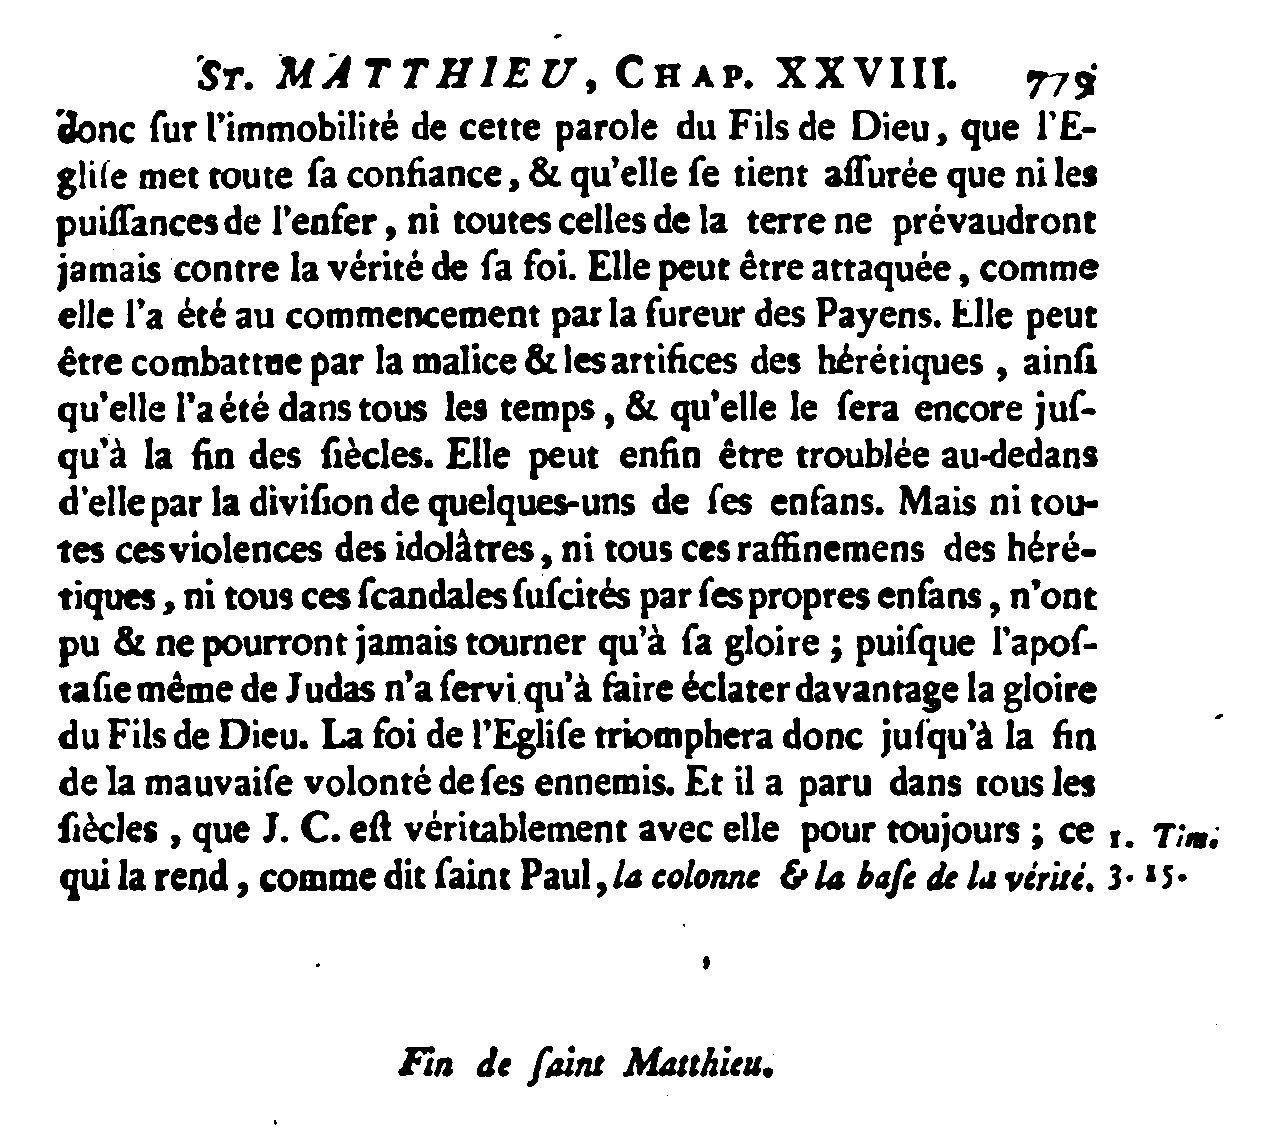 St. MATTHIEU, CHAP. XXVIII. 779
donc ſur l'immobilité de cette parole du Fils de Dieu, que l'E-
gliſe met toute ſa confiance, & qu'elle ſe tient aſſurée que ni les
puiſſances de l'enfer, ni toutes celles de la terre ne prévaudront
jamais contre la vérité de ſa foi. Elle peut être attaquée, comme
elle l'a été au commencement par la fureur des Payens. Elle peut
être combattue par la malice & les artifices des hérétiques, ainſi
qu'elle l'a été dans tous les temps, & qu'elle le ſera encore juſ-
qu'à la fin des ſiècles. Elle peut enfin être troublée au-dedans
d'elle par la diviſion de quelques-uns de ſes enfans. Mais ni tou-
tes ces violences des idolâtres, ni tous ces raffinemens des héré-
tiques, ni tous ces ſcandales ſuſcités par ſes propres enfans, n'ont
pu & ne pourront jamais tourner qu'à ſa gloire; puiſque l'apoſ-
taſie même de Judas n'a ſervi qu'à faire éclater davantage la gloire
du Fils de Dieu. La foi de l'Egliſe triomphera donc juſqu'à la fin
de la mauvaiſe volonté de ſes ennemis. Et il a paru dans tous les
ſiècles, que J. C. eſt véritablement avec elle pour toujours; ce
qui la rend, comme dit ſaint Paul, la colonne & la baſe de la vérité.
1. Tim.
3. 15.
Fin de ſaint Matthieu.